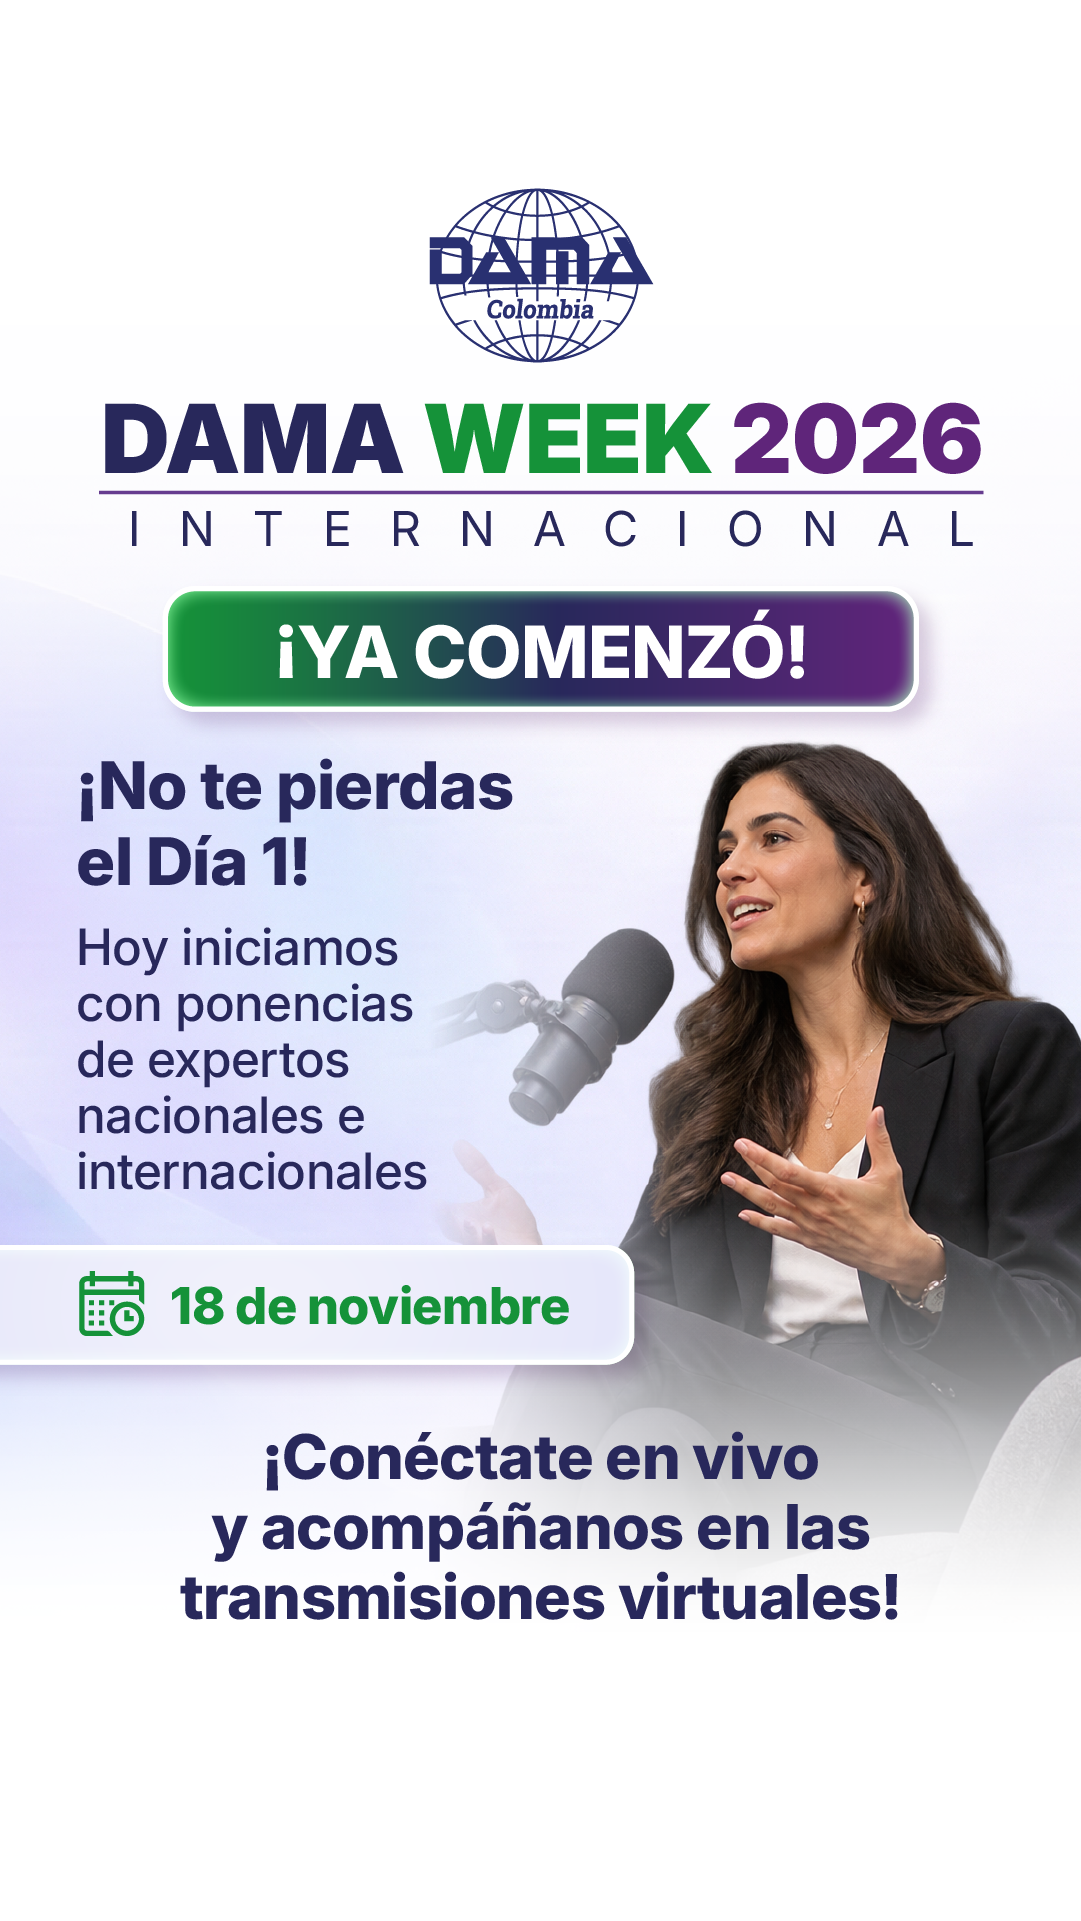 DAMA
Colombia
DAMA WEEK 2026
INTERNACIONAL
¡YA COMENZÓ!
¡No te pierdas
el Día 1!
Hoy iniciamos
con ponencias
de expertos
nacionales e
internacionales
18 de noviembre
¡Conéctate en vivo
y acompáñanos en las
transmisiones virtuales!